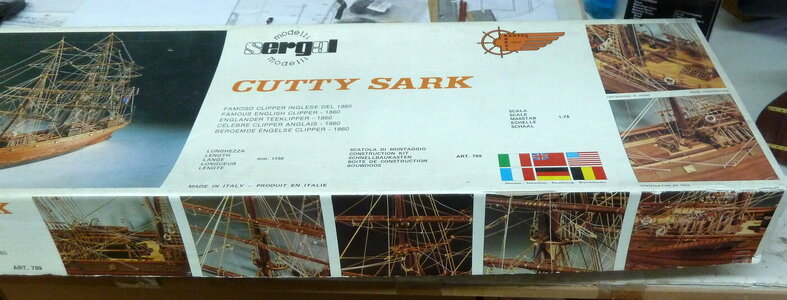 modelli
sergal
modelli
CUTTY SARK
FAMOSO CLIPPER INGLESE DEL 1860
FAMOUS ENGLISH CLIPPER - 1860
ENGLANDER TEEKLIPPER - 1860
CELEBRE CLIPPER ANGLAIS - 1860
BEROEMDE ENGELSE CLIPPER - 1860
LUNGHEZZA
LENGTH
LANGE
LONGUEUR
LENGTE
mm. 1150
SCATOLA DI MONTAGGIO
CONSTRUCTION KIT
SCHNELLBAUKASTEN
BOITE DE CONSTRUCTION
BOUWDOOS
ART. 789
SCALA
SCALE
MASSTAB
ECHELLE
SCHAAL
1:78
MADE IN ITALY - PRODUIT EN ITALIE
K
ART. 789